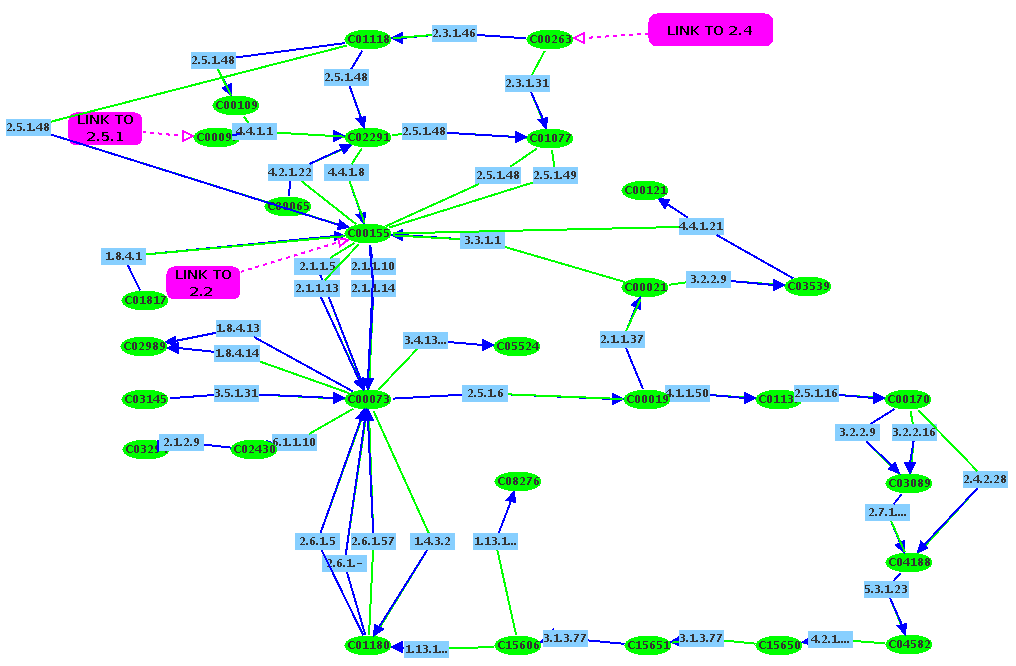 LINK TO 2.4
C01118
2.3.1.46
C00263
2.5.1.48
2.5.1.48
2.3.1.31
C00109
2.5.1.48
LINK TO
2.5.1
C0009
4.4.1.1
C02291
2.5.1.48
C01077
4.2.1.22
4.4.1.8
2.5.1.48
2.5.1.49
C00121
C00065
4.4.1.21
C00155
3.3.1.1
1.8.4.1
2.1.1.5
2.1.1.10
LINK TO
2.2
2.1.1.13
2.1.1.14
3.2.2.9
C00021
C03539
C01817
1.8.4.13
2.1.1.37
3.4.13...
C02989
C05524
1.8.4.14
3.5.1.31
2.5.1.6
4.1.1.50
2.5.1.16
C03145
C00073
C00019
C0113
C00170
3.2.2.9
3.2.2.16
C032
2.1.2.9
C02430
6.1.1.10
C08276
C03089
2.4.2.28
2.7.1....
2.6.1.5
2.6.1.57
1.4.3.2
1.13.1...
2.6.1.-
C04188
5.3.1.23
C01180
1.13.1...
C15606
3.1.3.77
C15651
3.1.3.77
C15650
4.2.1....
C04582